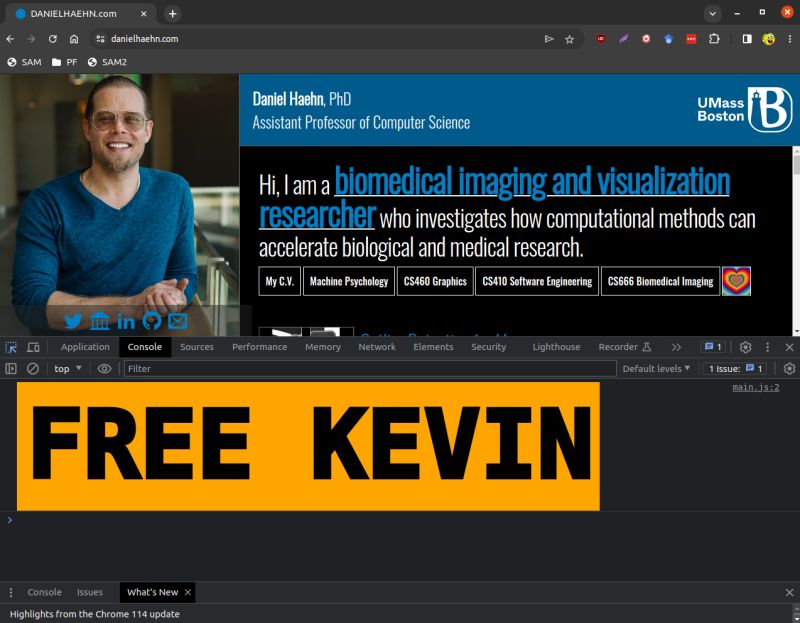 DANIELHAEHN.com
danielhaehn.com
SAM PF SAM2
Daniel Haehn, PhD
Assistant Professor of Computer Science
UMass
Boston
B
Hi, I am a biomedical imaging and visualization
researcher who investigates how computational methods can
accelerate biological and medical research.
My C.V. Machine Psychology CS460 Graphics CS410 Software Engineering CS666 Biomedical Imaging
in
Application Console Sources Performance Memory Network Elements Security Lighthouse Recorder 1
top Filter Default levels 1 Issue: 1
main.js:2
FREE KEVIN
Console Issues What's New
Highlights from the Chrome 114 update